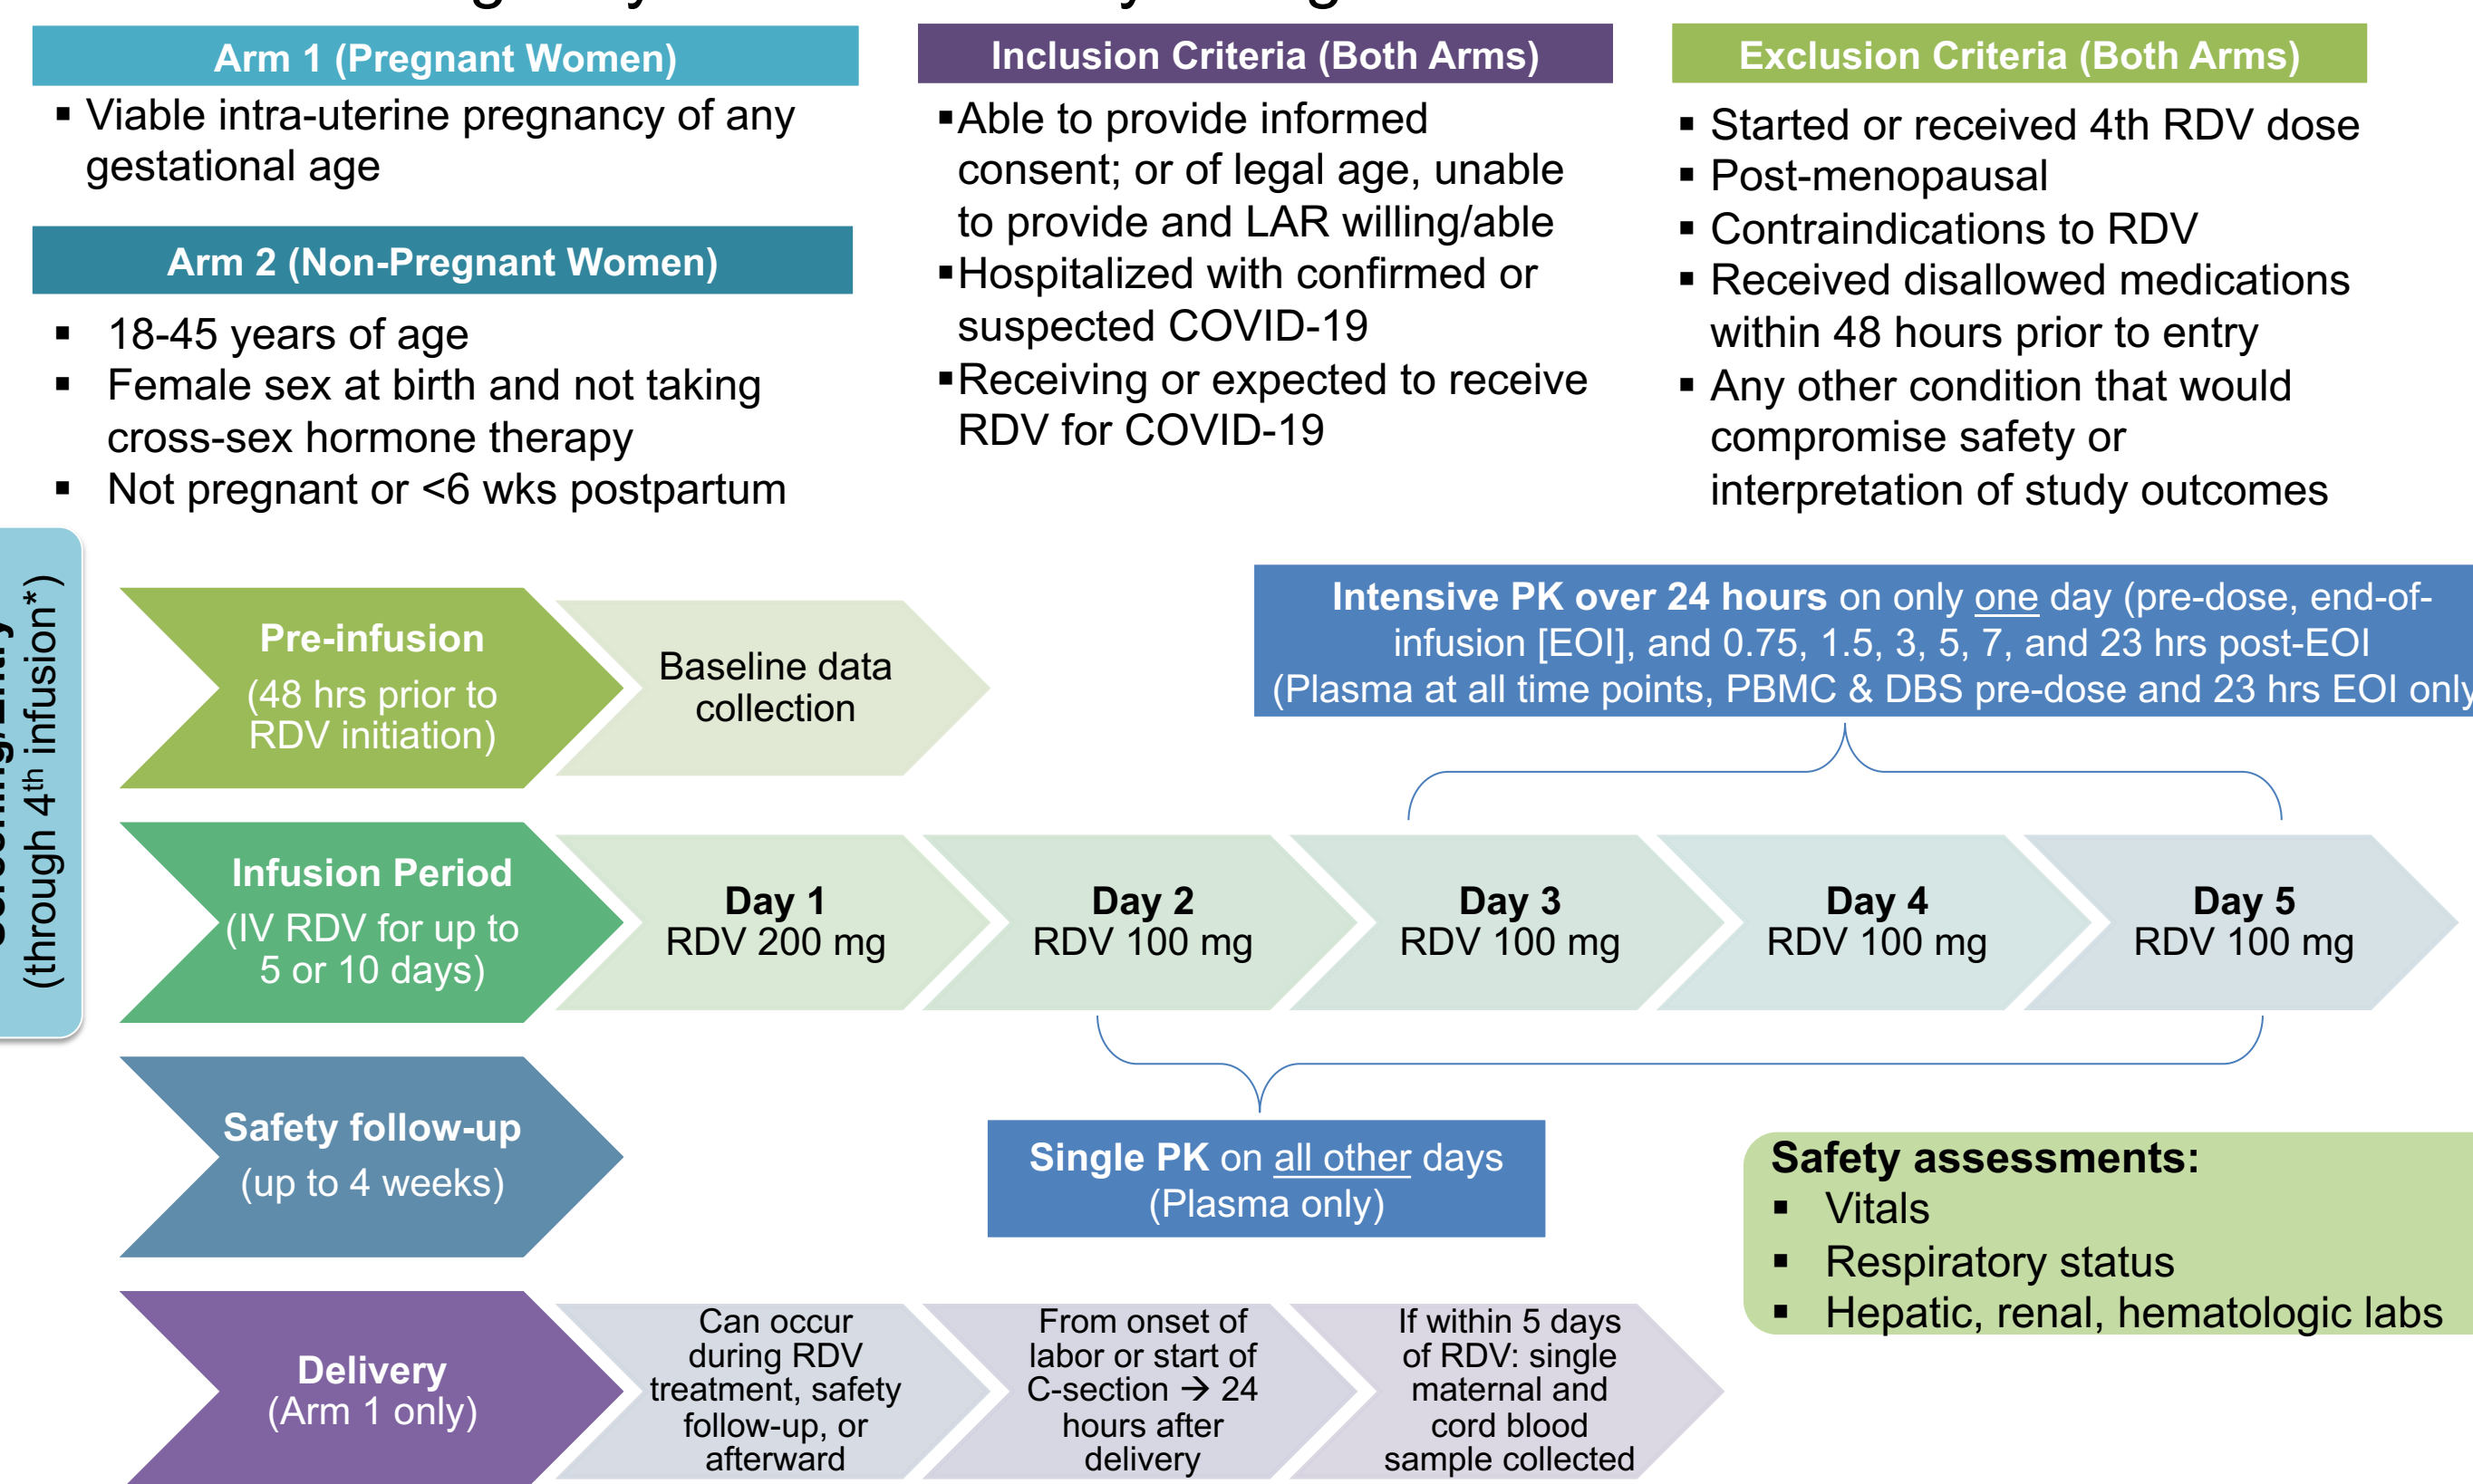 Arm 1 (Pregnant Women)
▪ Viable intra-uterine pregnancy of any
gestational age
Arm 2 (Non-Pregnant Women)
▪ 18-45 years of age
▪ Female sex at birth and not taking
cross-sex hormone therapy
▪ Not pregnant or <6 wks postpartum
Inclusion Criteria (Both Arms)
▪Able to provide informed
consent; or of legal age, unable
to provide and LAR willing/able
▪Hospitalized with confirmed or
suspected COVID-19
▪Receiving or expected to receive
RDV for COVID-19
Exclusion Criteria (Both Arms)
▪ Started or received 4th RDV dose
▪ Post-menopausal
▪ Contraindications to RDV
▪ Received disallowed medications
within 48 hours prior to entry
▪ Any other condition that would
compromise safety or
interpretation of study outcomes
(through 4th infusion*)
Pre-infusion
(48 hrs prior to
RDV initiation)
Baseline data
collection
Intensive PK over 24 hours on only one day (pre-dose, end-of-
infusion [EOI], and 0.75, 1.5, 3, 5, 7, and 23 hrs post-EOI
(Plasma at all time points, PBMC & DBS pre-dose and 23 hrs EOI only
Infusion Period
(IV RDV for up to
5 or 10 days)
Day 1
RDV 200 mg
Day 2
RDV 100 mg
Day 3
RDV 100 mg
Day 4
RDV 100 mg
Day 5
RDV 100 mg
Safety follow-up
(up to 4 weeks)
Single PK on all other days
(Plasma only)
Safety assessments:
▪ Vitals
▪ Respiratory status
▪ Hepatic, renal, hematologic labs
Delivery
(Arm 1 only)
Can occur
during RDV
treatment, safety
follow-up, or
afterward
From onset of
labor or start of
C-section → 24
hours after
delivery
If within 5 days
of RDV: single
maternal and
cord blood
sample collected